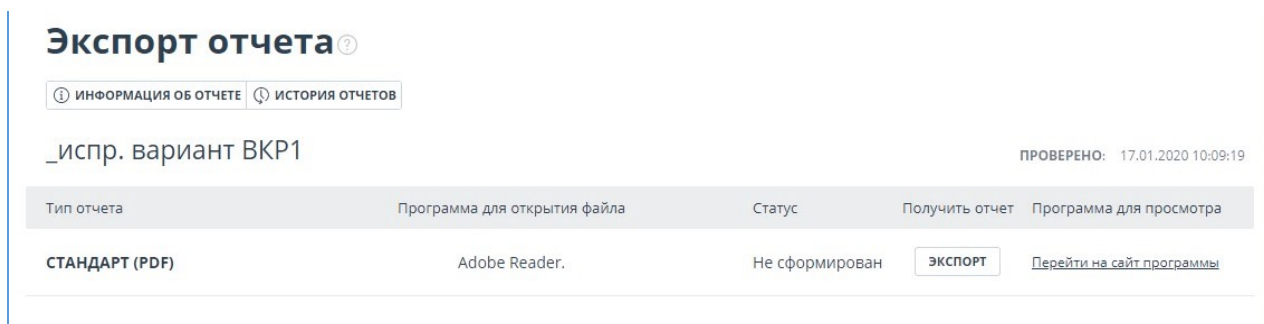 Экспорт отчета ?
ИНФОРМАЦИЯ ОБ ОТЧЕТЕ ИСТОРИЯ ОТЧЕТОВ
_испр. вариант ВКР1 ПРОВЕРЕНО: 17.01.2020 10:09:19
Тип отчета Программа для открытия файла Статус Получить отчет Программа для просмотра
СТАНДАРТ (PDF) Adobe Reader. Не сформирован ЭКСПОРТ Перейти на сайт программы